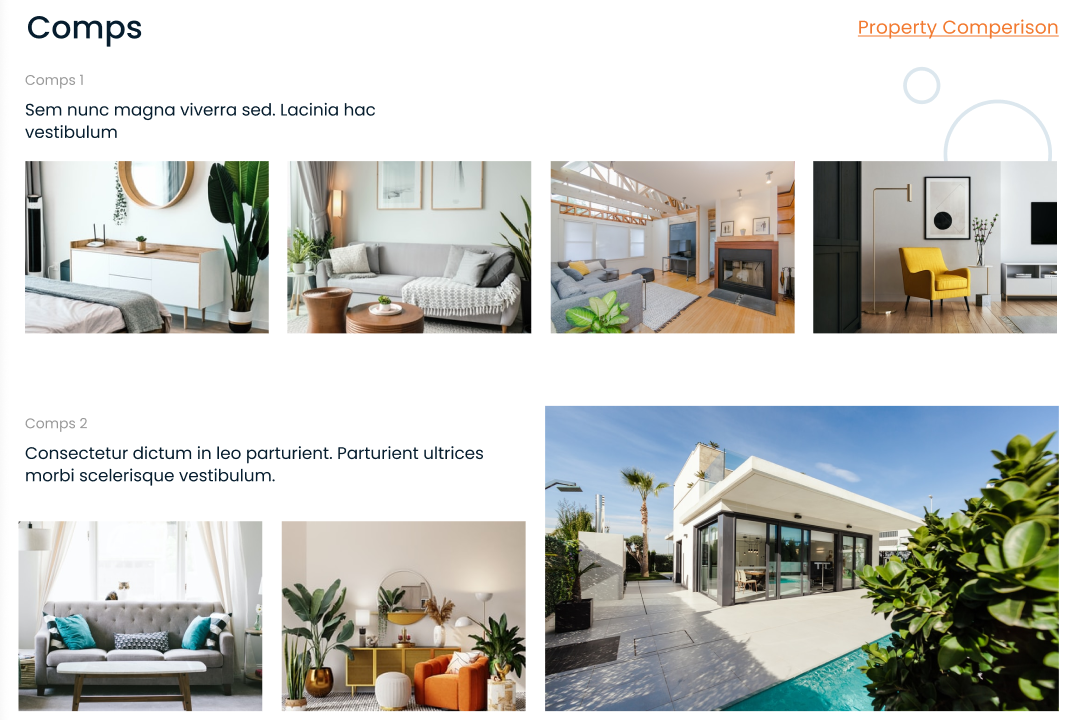 Comps
Property Comperison
Comps 1
Sem nunc magna viverra sed. Lacinia hac
vestibulum
Comps 2
Consectetur dictum in leo parturient. Parturient ultrices
morbi scelerisque vestibulum.